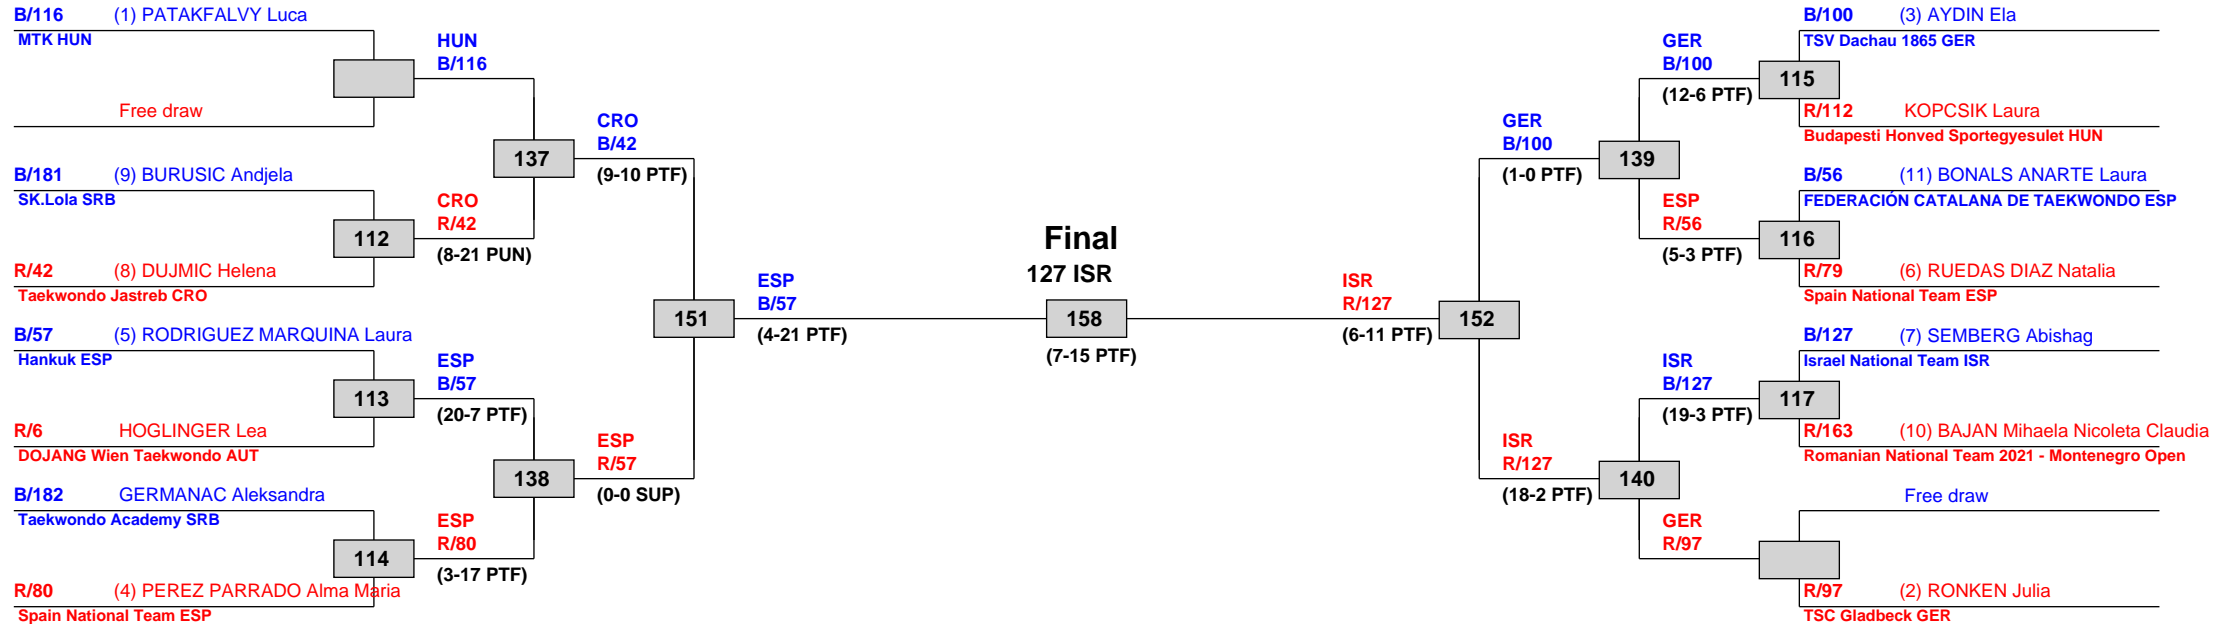 B/116 (1) PATAKFALVY Luca
MTK HUN
Free draw
B/181 (9) BURUSIC Andjela
SK.Lola SRB
R/42 (8) DUJMIC Helena
Taekwondo Jastreb CRO
B/57 (5) RODRIGUEZ MARQUINA Laura
Hankuk ESP
R/6 HOGLINGER Lea
DOJANG Wien Taekwondo AUT
B/182 GERMANAC Aleksandra
Taekwondo Academy SRB
R/80 (4) PEREZ PARRADO Alma Maria
Spain National Team ESP
112
113
114
HUN
B/116
CRO
R/42
(8-21 PUN)
ESP
B/57
(20-7 PTF)
ESP
R/80
(3-17 PTF)
137
138
CRO
B/42
(9-10 PTF)
ESP
R/57
(0-0 SUP)
151
ESP
B/57
(4-21 PTF)
Final
127 ISR
158
(7-15 PTF)
ISR
R/127
(6-11 PTF)
152
GER
B/100
(1-0 PTF)
ISR
R/127
(18-2 PTF)
139
140
GER
B/100
(12-6 PTF)
ESP
R/56
(5-3 PTF)
ISR
B/127
(19-3 PTF)
GER
R/97
115
116
117
B/100 (3) AYDIN Ela
TSV Dachau 1865 GER
R/112 KOPCSIK Laura
Budapesti Honved Sportegyesulet HUN
B/56 (11) BONALS ANARTE Laura
FEDERACIÓN CATALANA DE TAEKWONDO ESP
R/79 (6) RUEDAS DIAZ Natalia
Spain National Team ESP
B/127 (7) SEMBERG Abishag
Israel National Team ISR
R/163 (10) BAJAN Mihaela Nicoleta Claudia
Romanian National Team 2021 - Montenegro Open
Free draw
R/97 (2) RONKEN Julia
TSC Gladbeck GER